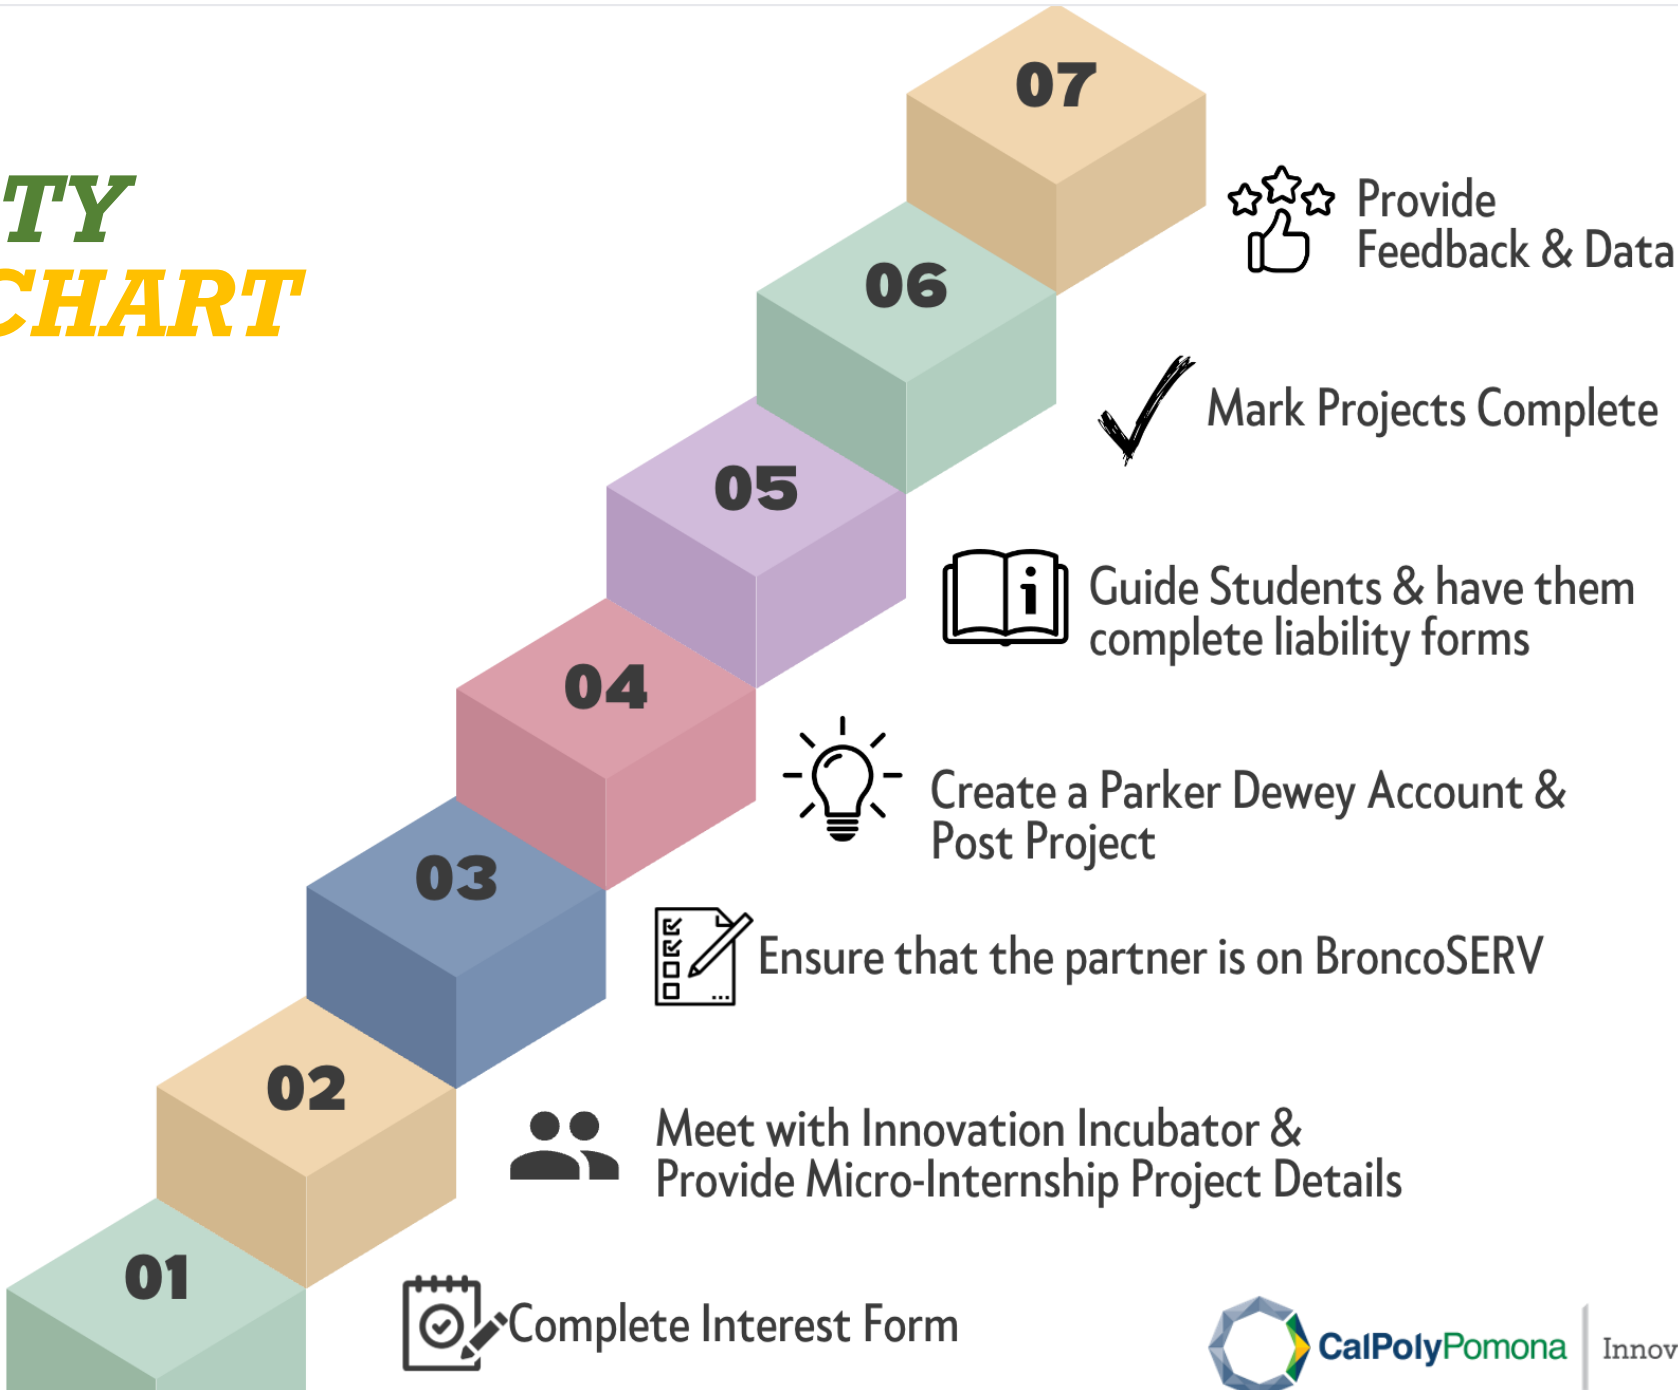 TY
CHART
07
Provide
Feedback & Data
06
Mark Projects Complete
05
Guide Students & have them
complete liability forms
04
Create a Parker Dewey Account &
Post Project
03
Ensure that the partner is on BroncoSERV
02
Meet with Innovation Incubator &
Provide Micro-Internship Project Details
01
Complete Interest Form
CalPolyPomona
Innov